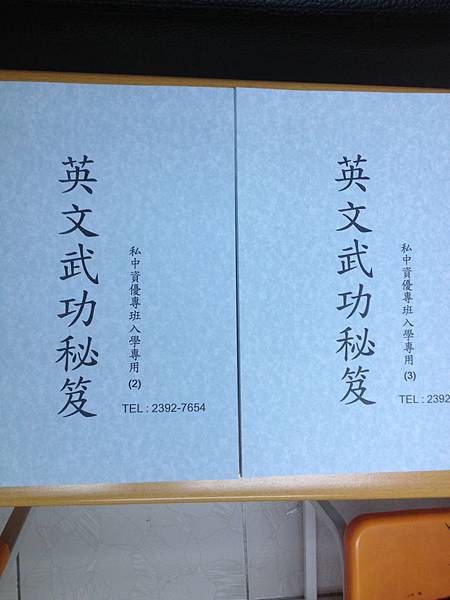 英文武功秘笈
私中資優專班入學專用(2)
TEL : 2392-7654
英文武功秘笈
私中資優專班入學專用(3)
TEL : 2392